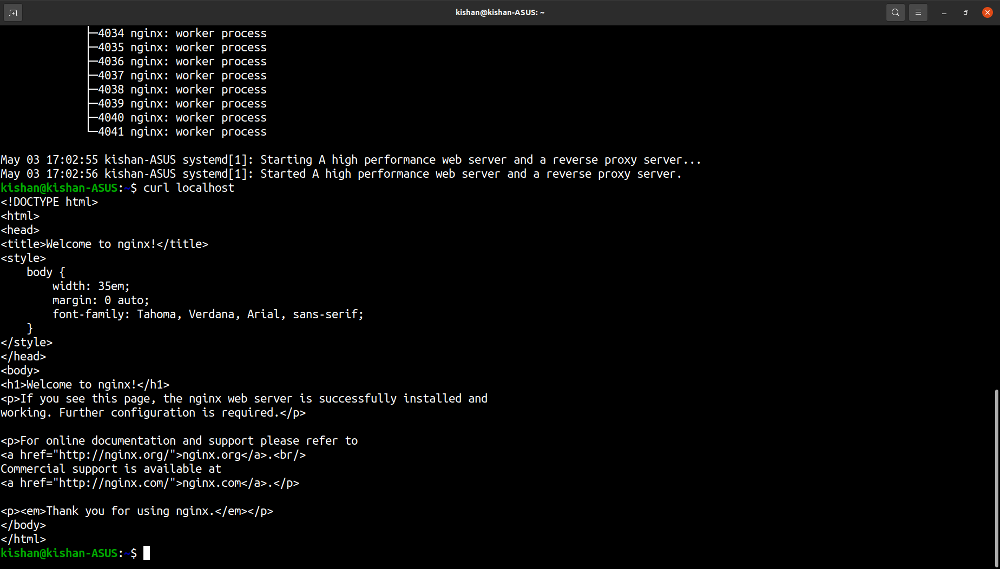 kishan@kishan-ASUS: ~
├─4034 nginx: worker process
├─4035 nginx: worker process
├─4036 nginx: worker process
├─4037 nginx: worker process
├─4038 nginx: worker process
├─4039 nginx: worker process
├─4040 nginx: worker process
└─4041 nginx: worker process

May 03 17:02:55 kishan-ASUS systemd[1]: Starting A high performance web server and a reverse proxy server...
May 03 17:02:56 kishan-ASUS systemd[1]: Started A high performance web server and a reverse proxy server.
kishan@kishan-ASUS:~$ curl localhost
<!DOCTYPE html>
<html>
<head>
<title>Welcome to nginx!</title>
<style>
    body {
        width: 35em;
        margin: 0 auto;
        font-family: Tahoma, Verdana, Arial, sans-serif;
    }
</style>
</head>
<body>
<h1>Welcome to nginx!</h1>
<p>If you see this page, the nginx web server is successfully installed and
working. Further configuration is required.</p>

<p>For online documentation and support please refer to
<a href="http://nginx.org/">nginx.org</a>.<br/>
Commercial support is available at
<a href="http://nginx.com/">nginx.com</a>.</p>

<p><em>Thank you for using nginx.</em></p>
</body>
</html>
kishan@kishan-ASUS:~$